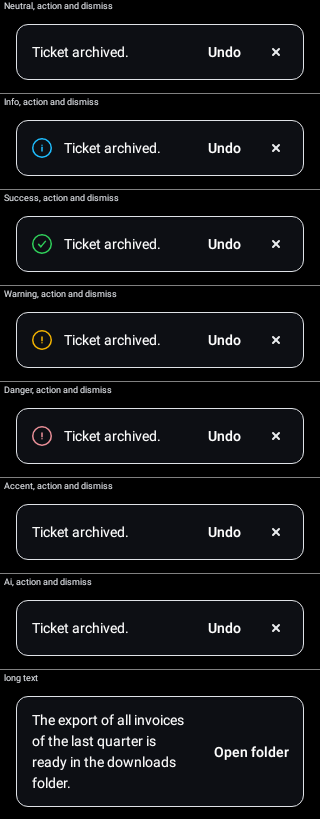 Neutral, action and dismiss
Ticket archived. Undo ×
Info, action and dismiss
Ticket archived. Undo ×
Success, action and dismiss
Ticket archived. Undo ×
Warning, action and dismiss
Ticket archived. Undo ×
Danger, action and dismiss
Ticket archived. Undo ×
Accent, action and dismiss
Ticket archived. Undo ×
Ai, action and dismiss
Ticket archived. Undo ×
long text
The export of all invoices
of the last quarter is
ready in the downloads
folder.
Open folder